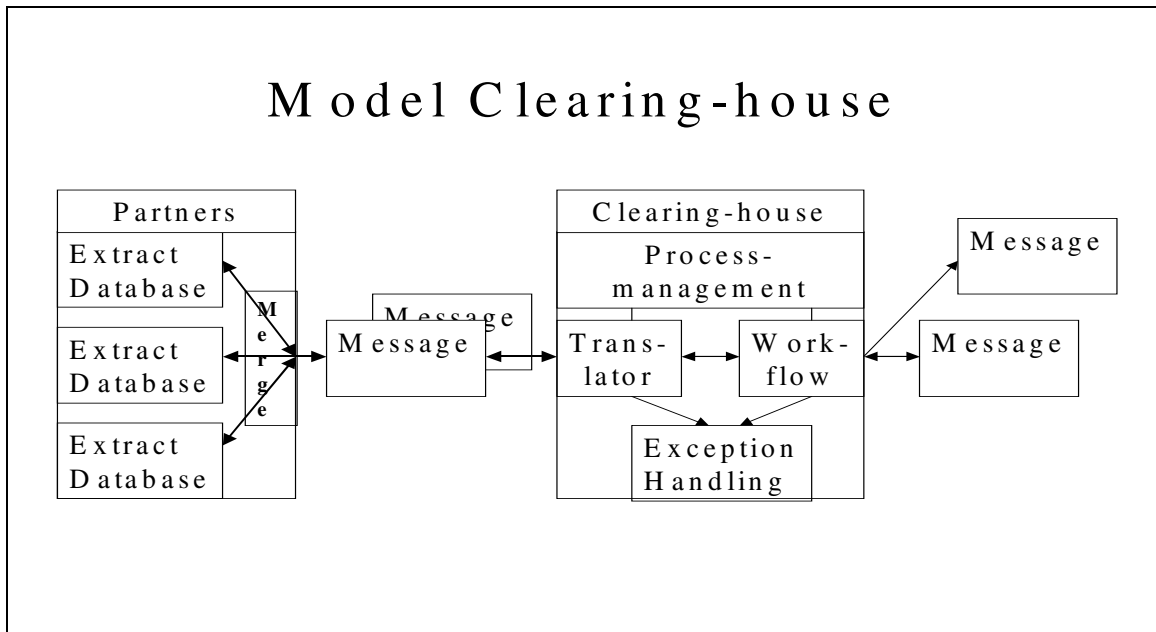 Model Clearing-house
Partners
Extract
Database
Extract
Database
Extract
Database
Merge
Message
Message
Clearing-house
Process-
management
Trans-
lator
Work-
flow
Exception
Handling
Message
Message